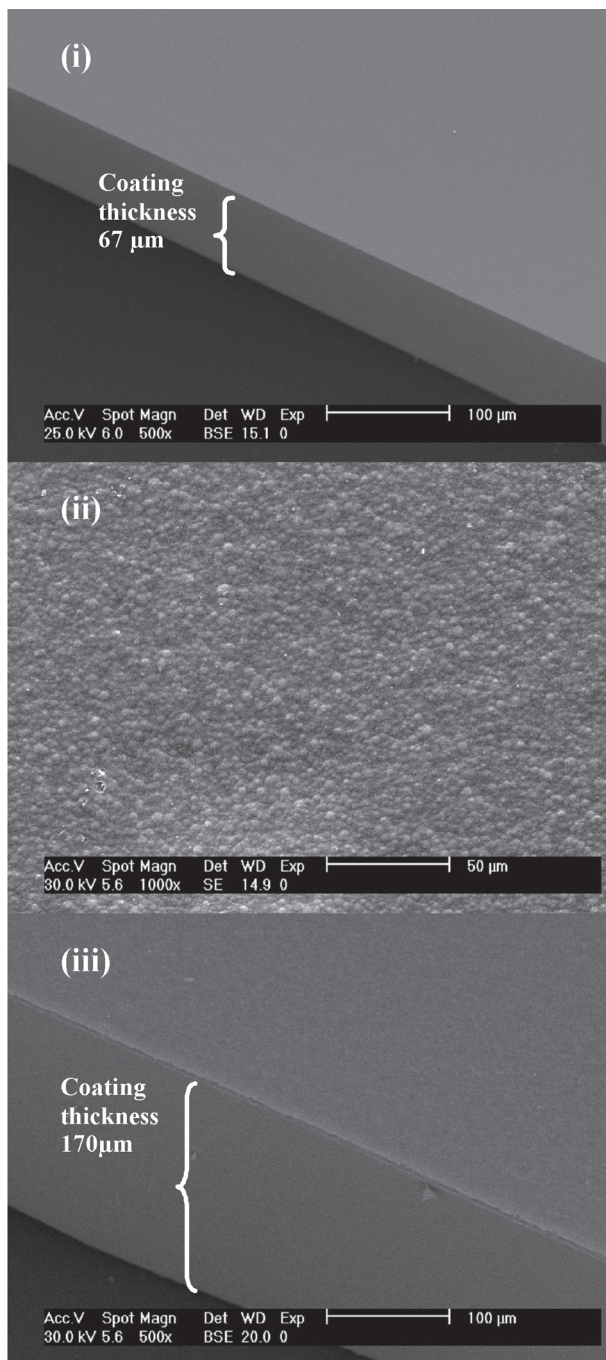 (i)
Coating
thickness
67 µm
Acc.V Spot Magn Det WD Exp 100 µm
25.0 kV 6.0 500x BSE 15.1 0
(ii)
Acc.V Spot Magn Det WD Exp 50 µm
30.0 kV 5.6 1000x SE 14.9 0
(iii)
Coating
thickness
170µm
Acc.V Spot Magn Det WD Exp 100 µm
30.0 kV 5.6 500x BSE 20.0 0